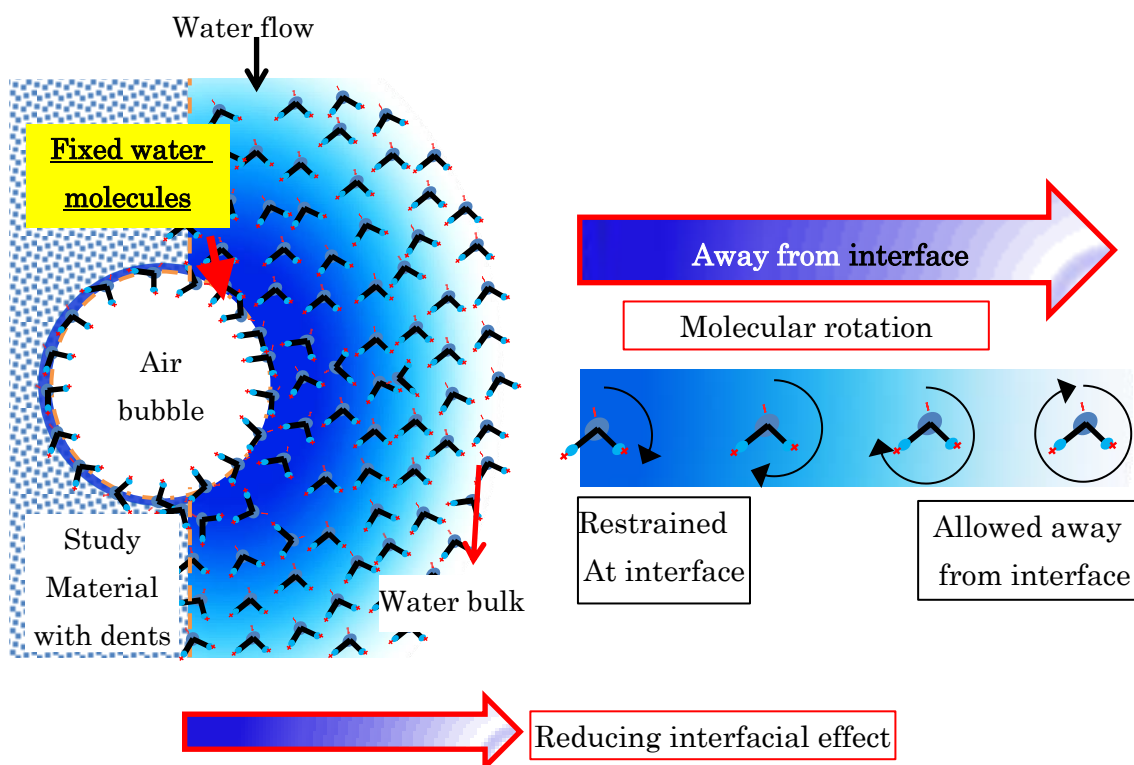 Water flow
Fixed water
molecules
Air
bubble
Study
Material
with dents
Water bulk
Away from interface
Molecular rotation
Restrained
At interface
Allowed away
from interface
Reducing interfacial effect